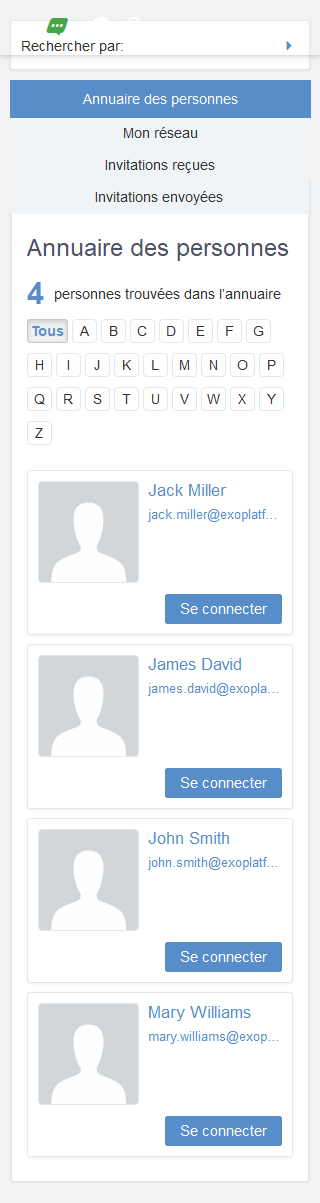 Rechercher par:
Annuaire des personnes
Mon réseau
Invitations reçues
Invitations envoyées
Annuaire des personnes
4 personnes trouvées dans l'annuaire
Tous A B C D E F G
H I J K L M N O P
Q R S T U V W X Y
Z
Jack Miller
jack.miller@exoplatf...
Se connecter
James David
james.david@exopla...
Se connecter
John Smith
john.smith@exoplatf...
Se connecter
Mary Williams
mary.williams@exop...
Se connecter